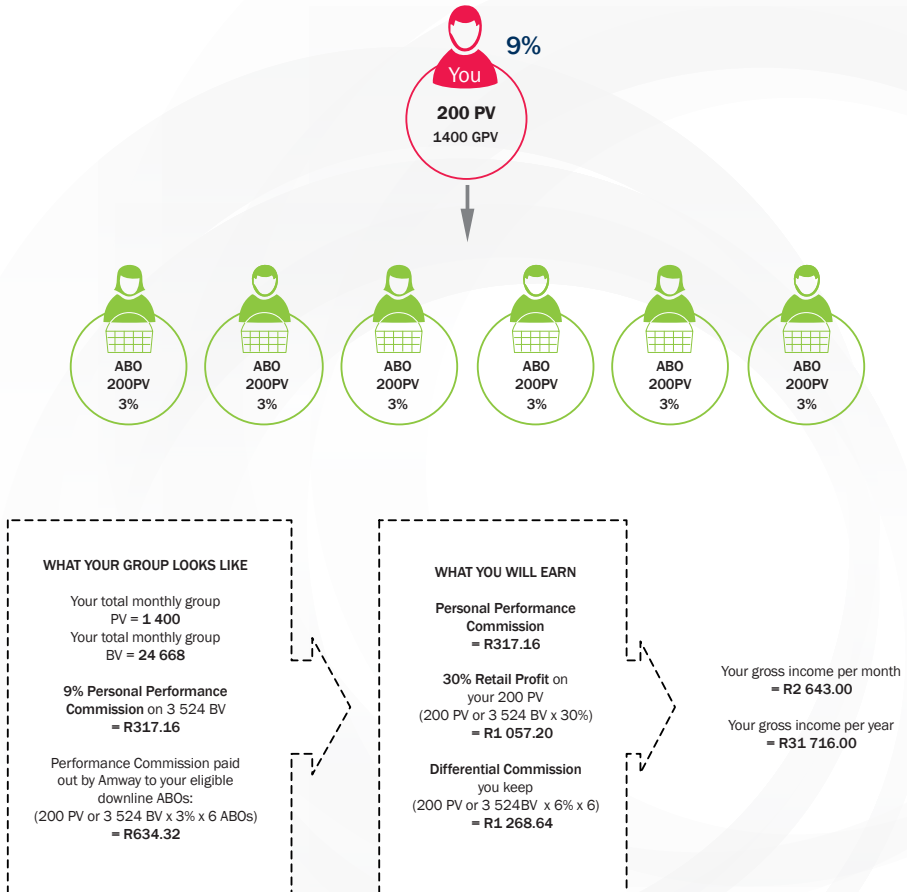 9%
You
200 PV
1400 GPV
ABO
200PV
3%
ABO
200PV
3%
ABO
200PV
3%
ABO
200PV
3%
ABO
200PV
3%
ABO
200PV
3%
WHAT YOUR GROUP LOOKS LIKE
Your total monthly group
PV = 1 400
Your total monthly group
BV = 24 668
9% Personal Performance
Commission on 3 524 BV
= R317.16
Performance Commission paid
out by Amway to your eligible
downline ABOs:
(200 PV or 3 524 BV x 3% x 6 ABOs)
= R634.32
WHAT YOU WILL EARN
Personal Performance
Commission
= R317.16
30% Retail Profit on
your 200 PV
(200 PV or 3 524 BV x 30%)
= R1 057.20
Differential Commission
you keep
(200 PV or 3 524BV x 6% x 6)
= R1 268.64
Your gross income per month
= R2 643.00
Your gross income per year
= R31 716.00